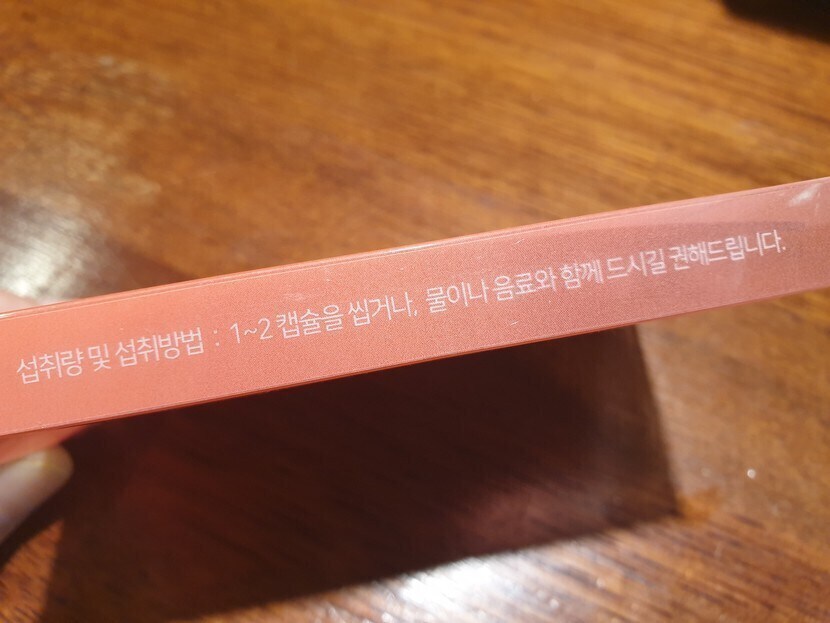 섭취량 및 섭취방법 : 1~2 캡슐을 씹거나, 물이나 음료와 함께 드시길 권해드립니다.